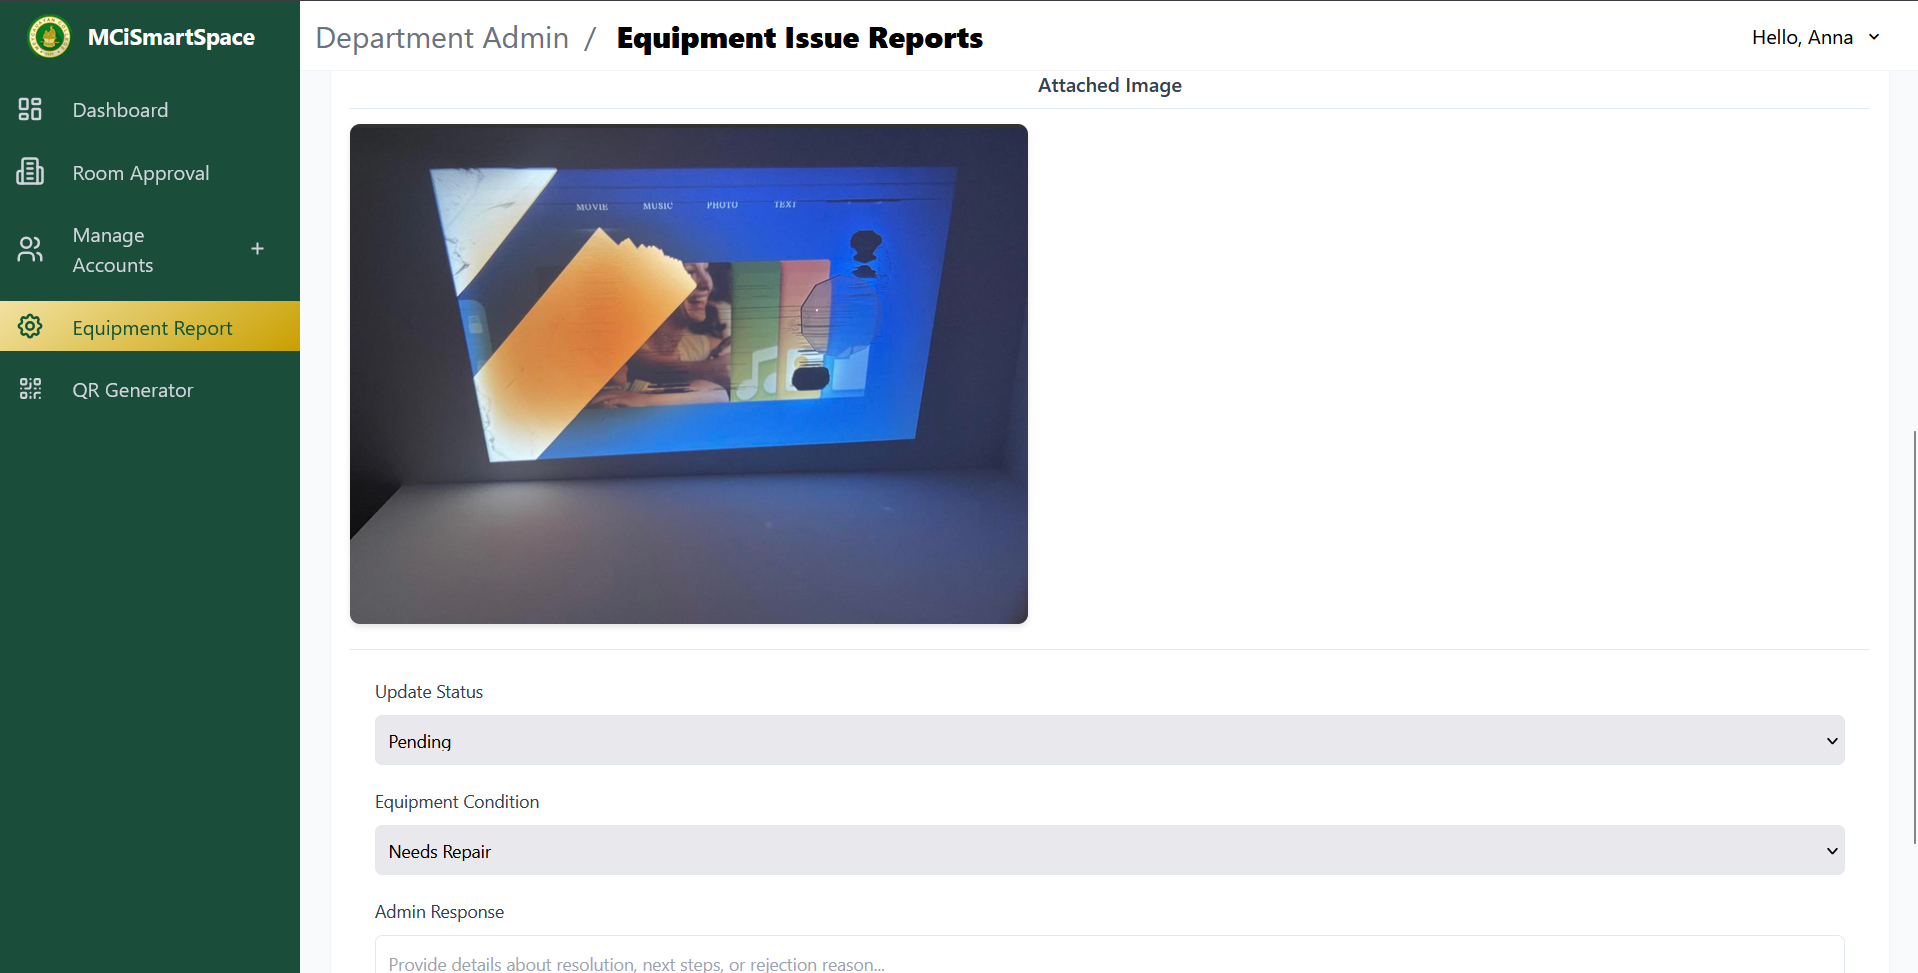 MCiSmartSpace
Department Admin / Equipment Issue Reports
Hello, Anna
Dashboard
Room Approval
Manage
Accounts
+
Equipment Report
QR Generator
Attached Image
MOVIE MUSIC PHOTO TEXT
Update Status
Pending
Equipment Condition
Needs Repair
Admin Response
Provide details about resolution, next steps, or rejection reason...